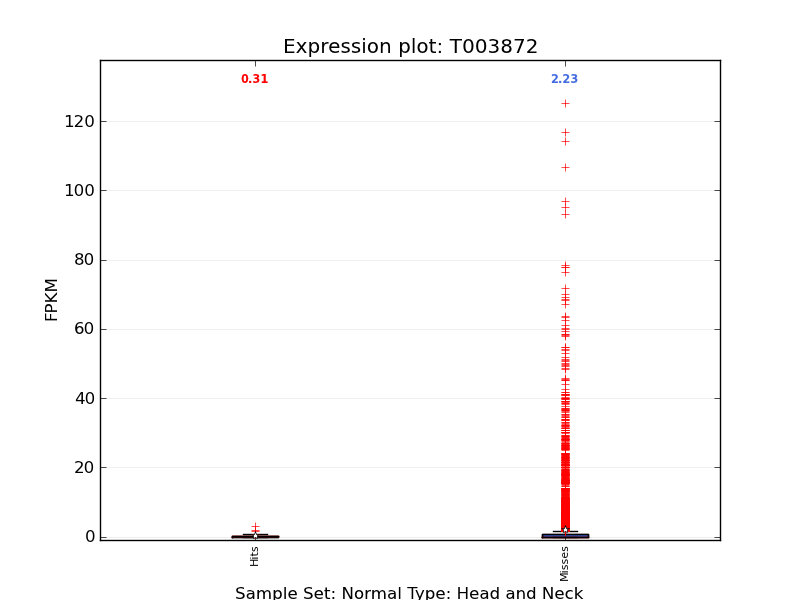 Expression plot: T003872
0.31
2.23
120
100
80
60
40
20
0
FPKM
Hits
Misses
Sample Set: Normal Type: Head and Neck